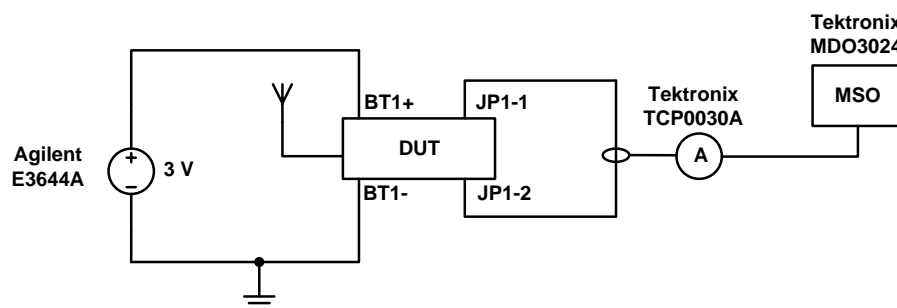 Tektronix
MDO3024
MSO
BT1+
JP1-1
Tektronix
TCP0030A
A
DUT
Agilent
E3644A
+
–
3 V
BT1-
JP1-2